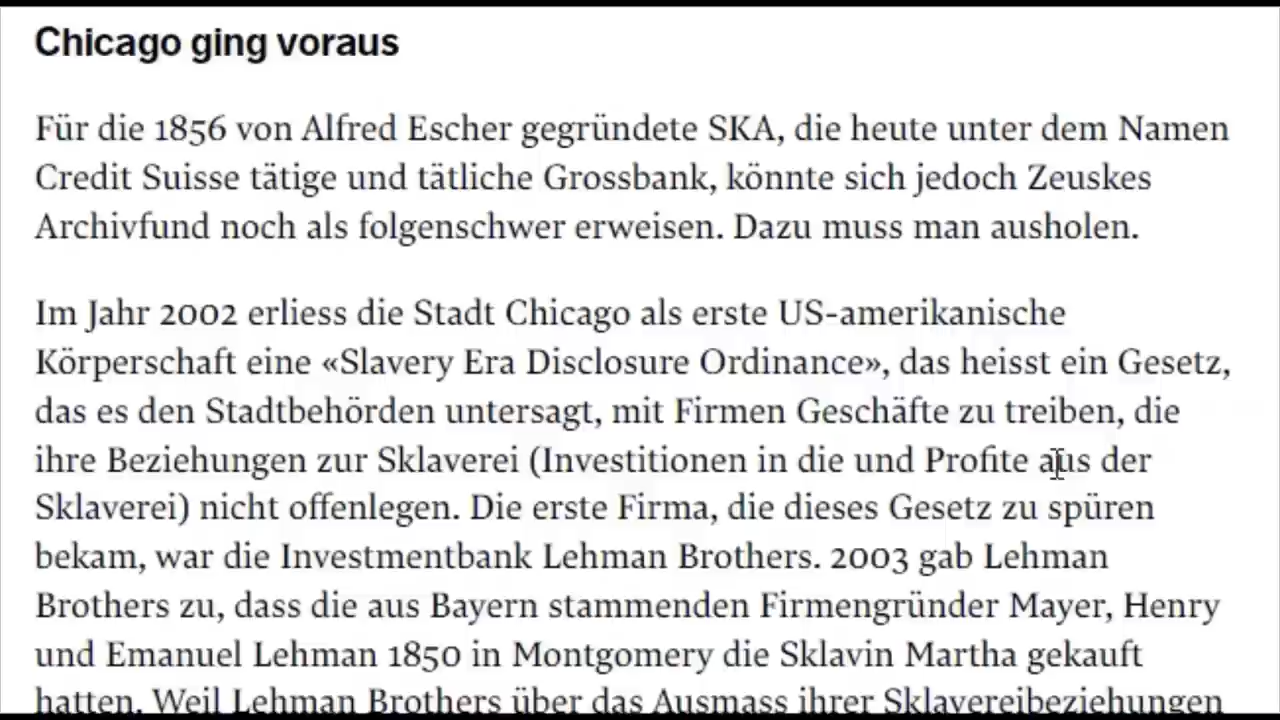 Chicago ging voraus
Für die 1856 von Alfred Escher gegründete SKA, die heute unter dem Namen
Credit Suisse tätige und tätliche Grossbank, könnte sich jedoch Zeuskes
Archivfund noch als folgenschwer erweisen. Dazu muss man ausholen.
Im Jahr 2002 erliess die Stadt Chicago als erste US-amerikanische
Körperschaft eine «Slavery Era Disclosure Ordinance», das heisst ein Gesetz,
das es den Stadtbehörden untersagt, mit Firmen Geschäfte zu treiben, die
ihre Beziehungen zur Sklaverei (Investitionen in die und Profite aus der
Sklaverei) nicht offenlegen. Die erste Firma, die dieses Gesetz zu spüren
bekam, war die Investmentbank Lehman Brothers. 2003 gab Lehman
Brothers zu, dass die aus Bayern stammenden Firmengründer Mayer, Henry
und Emanuel Lehman 1850 in Montgomery die Sklavin Martha gekauft
hatten. Weil Lehman Brothers über das Ausmass ihrer Sklavereibeziehungen